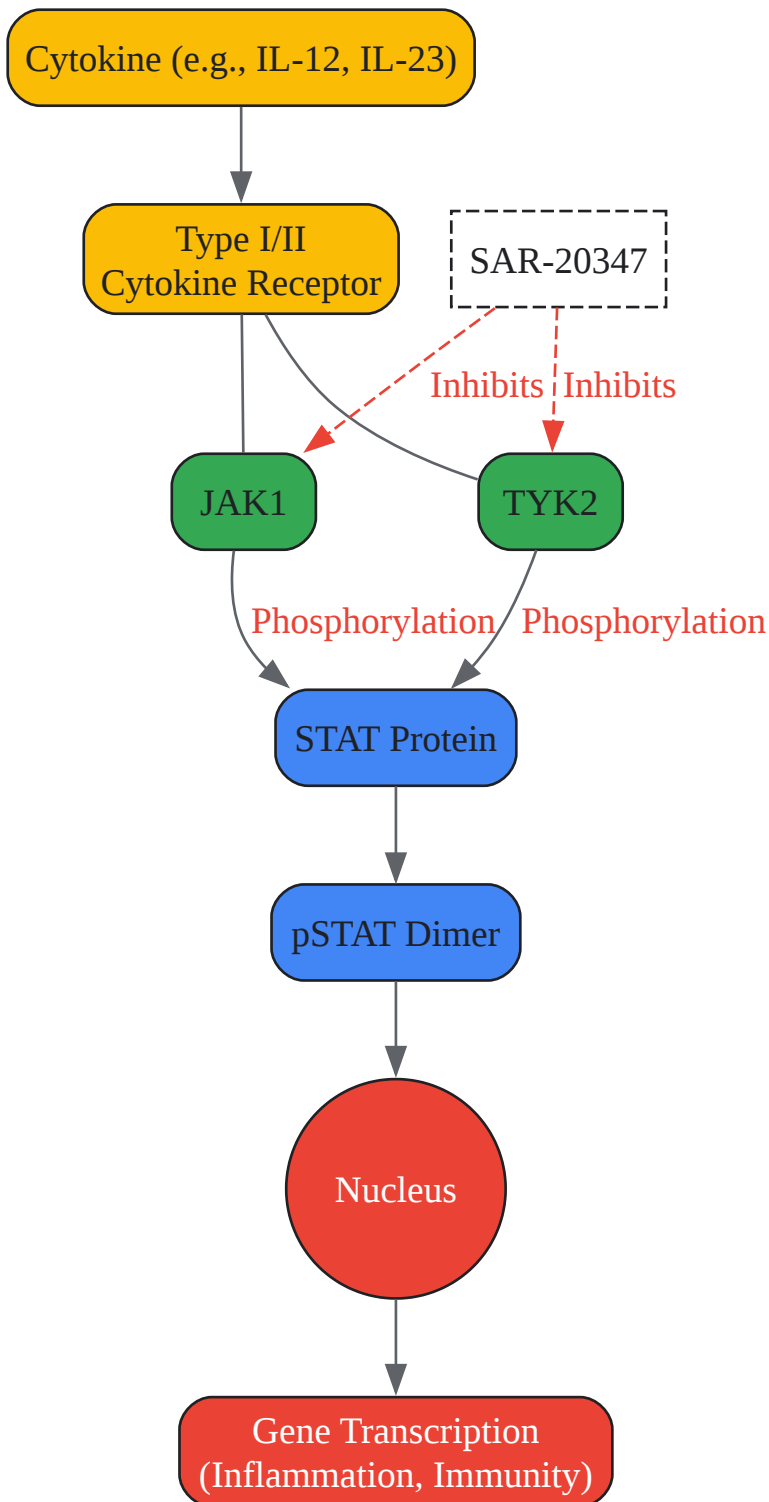 Cytokine (e.g., IL-12, IL-23)
Type I/II
Cytokine Receptor
SAR-20347
Inhibits
Inhibits
JAK1
TYK2
Phosphorylation
Phosphorylation
STAT Protein
pSTAT Dimer
Nucleus
Gene Transcription
(Inflammation, Immunity)